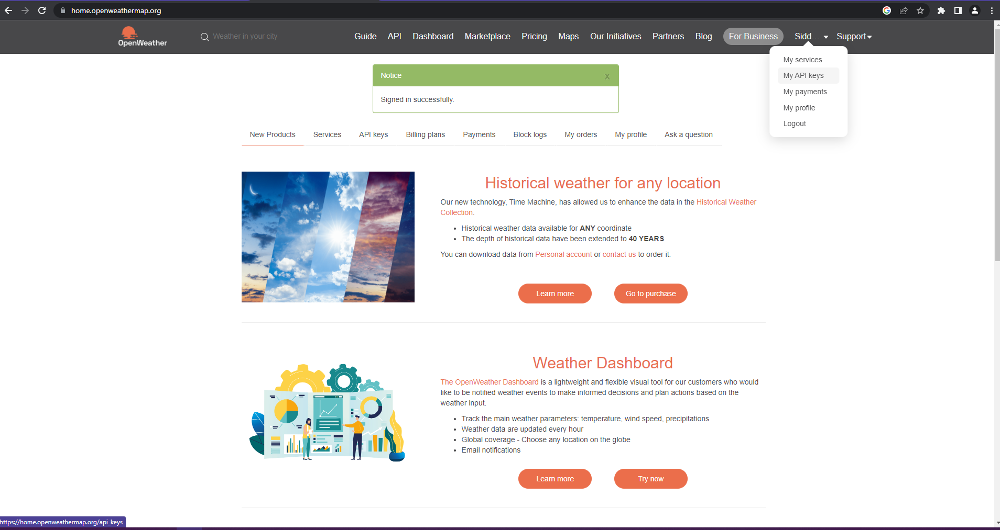 home.openweathermap.org
OpenWeather
Weather in your city
Guide API Dashboard Marketplace Pricing Maps Our Initiatives Partners Blog For Business Sidd... Support
My services
My API keys
My payments
My profile
Logout
Notice x
Signed in successfully.
New Products Services API keys Billing plans Payments Block logs My orders My profile Ask a question
Historical weather for any location
Our new technology, Time Machine, has allowed us to enhance the data in the Historical Weather
Collection.
• Historical weather data available for ANY coordinate
• The depth of historical data have been extended to 40 YEARS
You can download data from Personal account or contact us to order it.
Learn more Go to purchase
Weather Dashboard
The OpenWeather Dashboard is a lightweight and flexible visual tool for our customers who would
like to be notified weather events to make informed decisions and plan actions based on the
weather input.
• Track the main weather parameters: temperature, wind speed, precipitations
• Weather data are updated every hour
• Global coverage - Choose any location on the globe
• Email notifications
Learn more Try now
https://home.openweathermap.org/api_keys